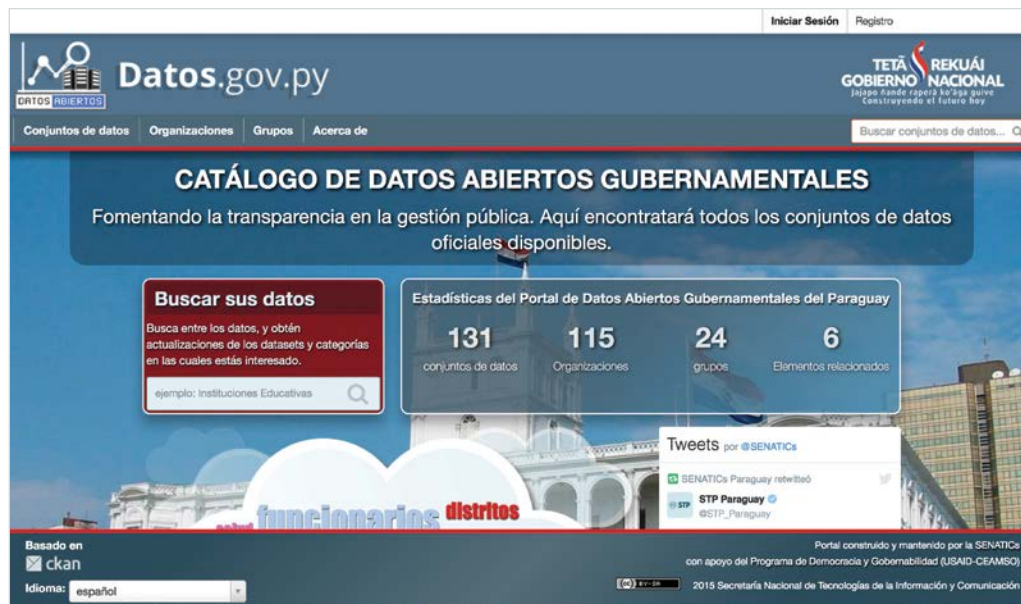 Iniciar Sesión
Registro
DATOS ABIERTOS
Datos.gov.py
TETÃ REKUÁI
GOBIERNO NACIONAL
Jajapo ñande raperã ko'ãga guive
Construyendo el futuro hoy
Conjuntos de datos
Organizaciones
Grupos
Acerca de
Buscar conjuntos de datos...
CATÁLOGO DE DATOS ABIERTOS GUBERNAMENTALES
Fomentando la transparencia en la gestión pública. Aquí encontratará todos los conjuntos de datos
oficiales disponibles.
Buscar sus datos
Busca entre los datos, y obtén
actualizaciones de los datasets y categorías
en las cuales estás interesado.
ejemplo: Instituciones Educativas
Estadísticas del Portal de Datos Abiertos Gubernamentales del Paraguay
131
conjuntos de datos
115
Organizaciones
24
grupos
6
Elementos relacionados
Tweets por @SENATICs
SENATICs Paraguay retwitteó
STP
STP Paraguay
@STP_Paraguay
salud
funcionarios
distritos
Basado en
ckan
Idioma:
español
Portal construido y mantenido por la SENATICs
con apoyo del Programa de Democracia y Gobernabilidad (USAID-CEAMSO)
(cc) BY-SA
2015 Secretaría Nacional de Tecnologías de la Información y Comunicación